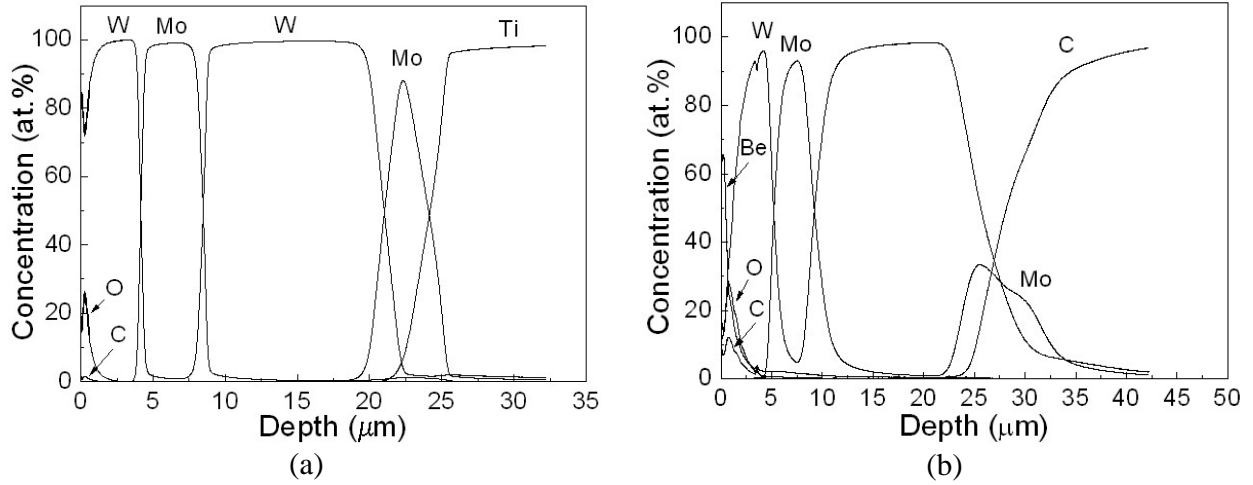 W Mo W Ti
Mo
O
C
100
80
60
40
20
0
0 5 10 15 20 25 30 35
Concentration (at.%)
Depth (μm)
(a)
W Mo C
Be
O
C
Mo
100
80
60
40
20
0
0 5 10 15 20 25 30 35 40 45 50
Concentration (at.%)
Depth (μm)
(b)